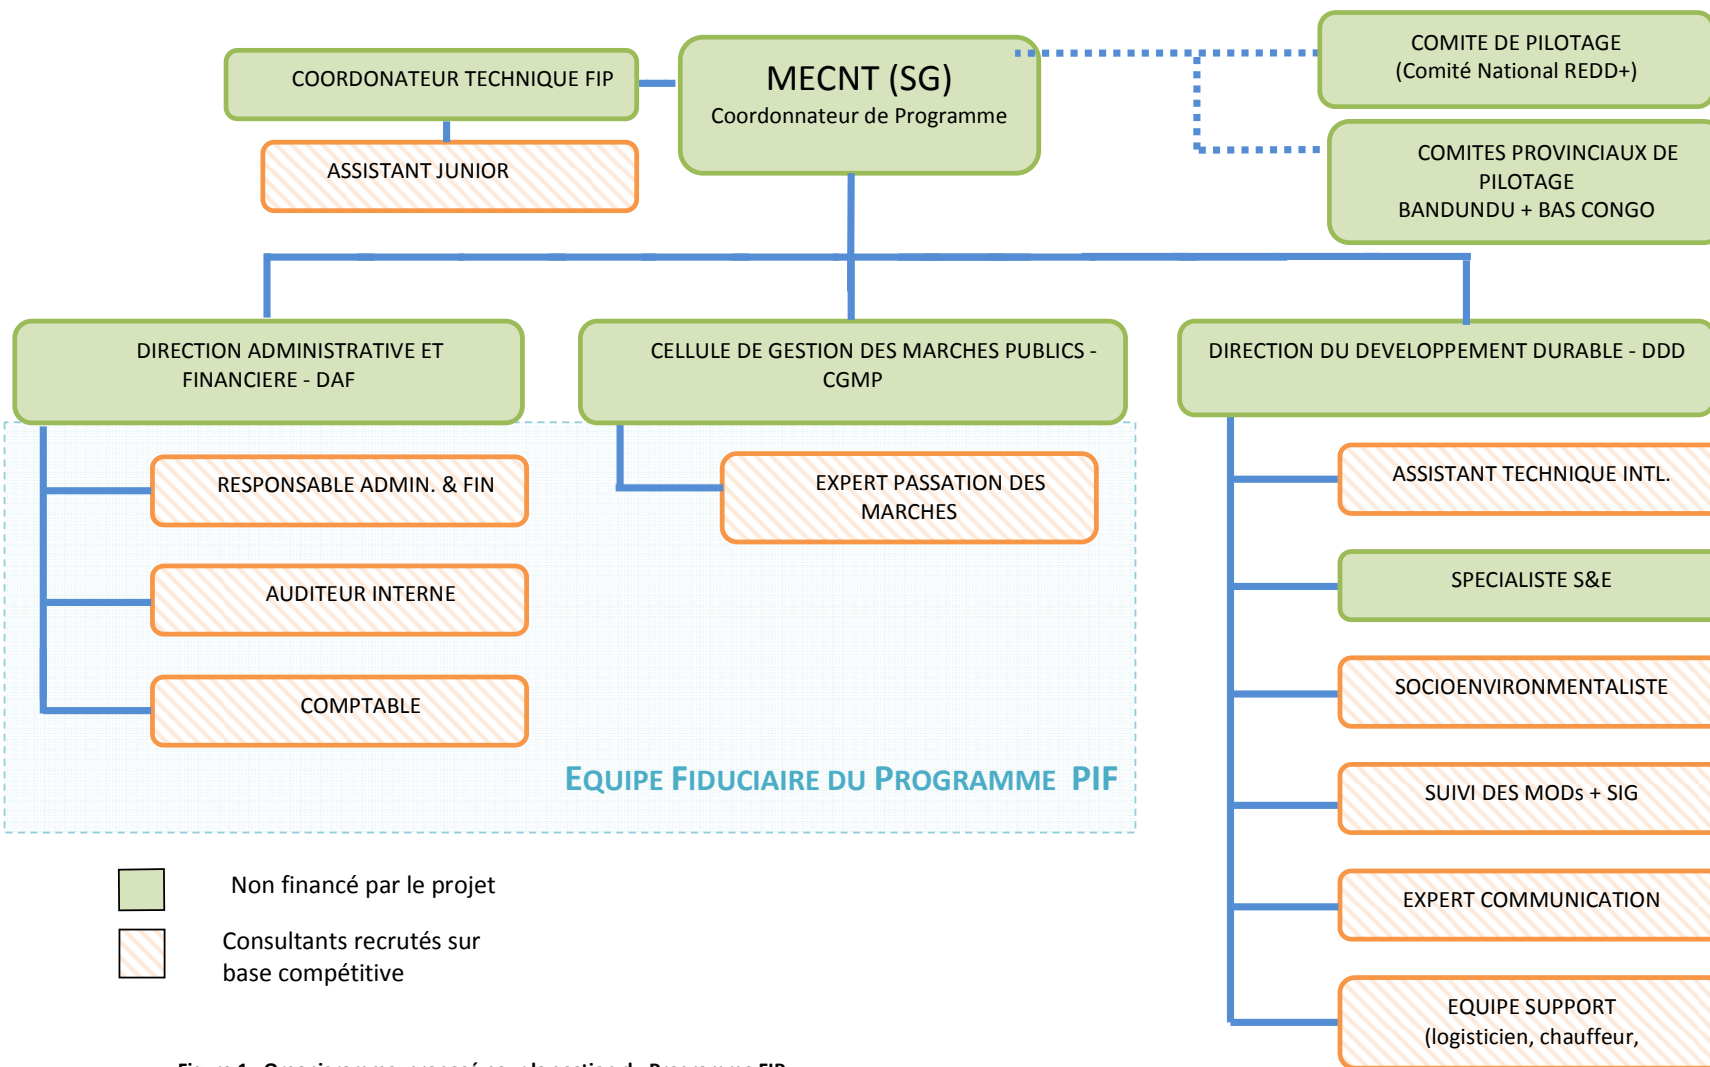 COORDONATEUR TECHNIQUE FIP
ASSISTANT JUNIOR
MECNT (SG)
Coordonnateur de Programme
COMITE DE PILOTAGE
(Comité National REDD+)
COMITES PROVINCIAUX DE
PILOTAGE
BANDUNDU + BAS CONGO
DIRECTION ADMINISTRATIVE ET
FINANCIERE - DAF
CELLULE DE GESTION DES MARCHES PUBLICS -
CGMP
DIRECTION DU DEVELOPPEMENT DURABLE - DDD
RESPONSABLE ADMIN. & FIN
AUDITEUR INTERNE
COMPTABLE
EXPERT PASSATION DES
MARCHES
EQUIPE FIDUCIAIRE DU PROGRAMME PIF
ASSISTANT TECHNIQUE INTL.
SPECIALISTE S&E
SOCIOENVIRONMENTALISTE
SUIVI DES MODs + SIG
EXPERT COMMUNICATION
EQUIPE SUPPORT
(logisticien, chauffeur,
Non financé par le projet
Consultants recrutés sur
base compétitive